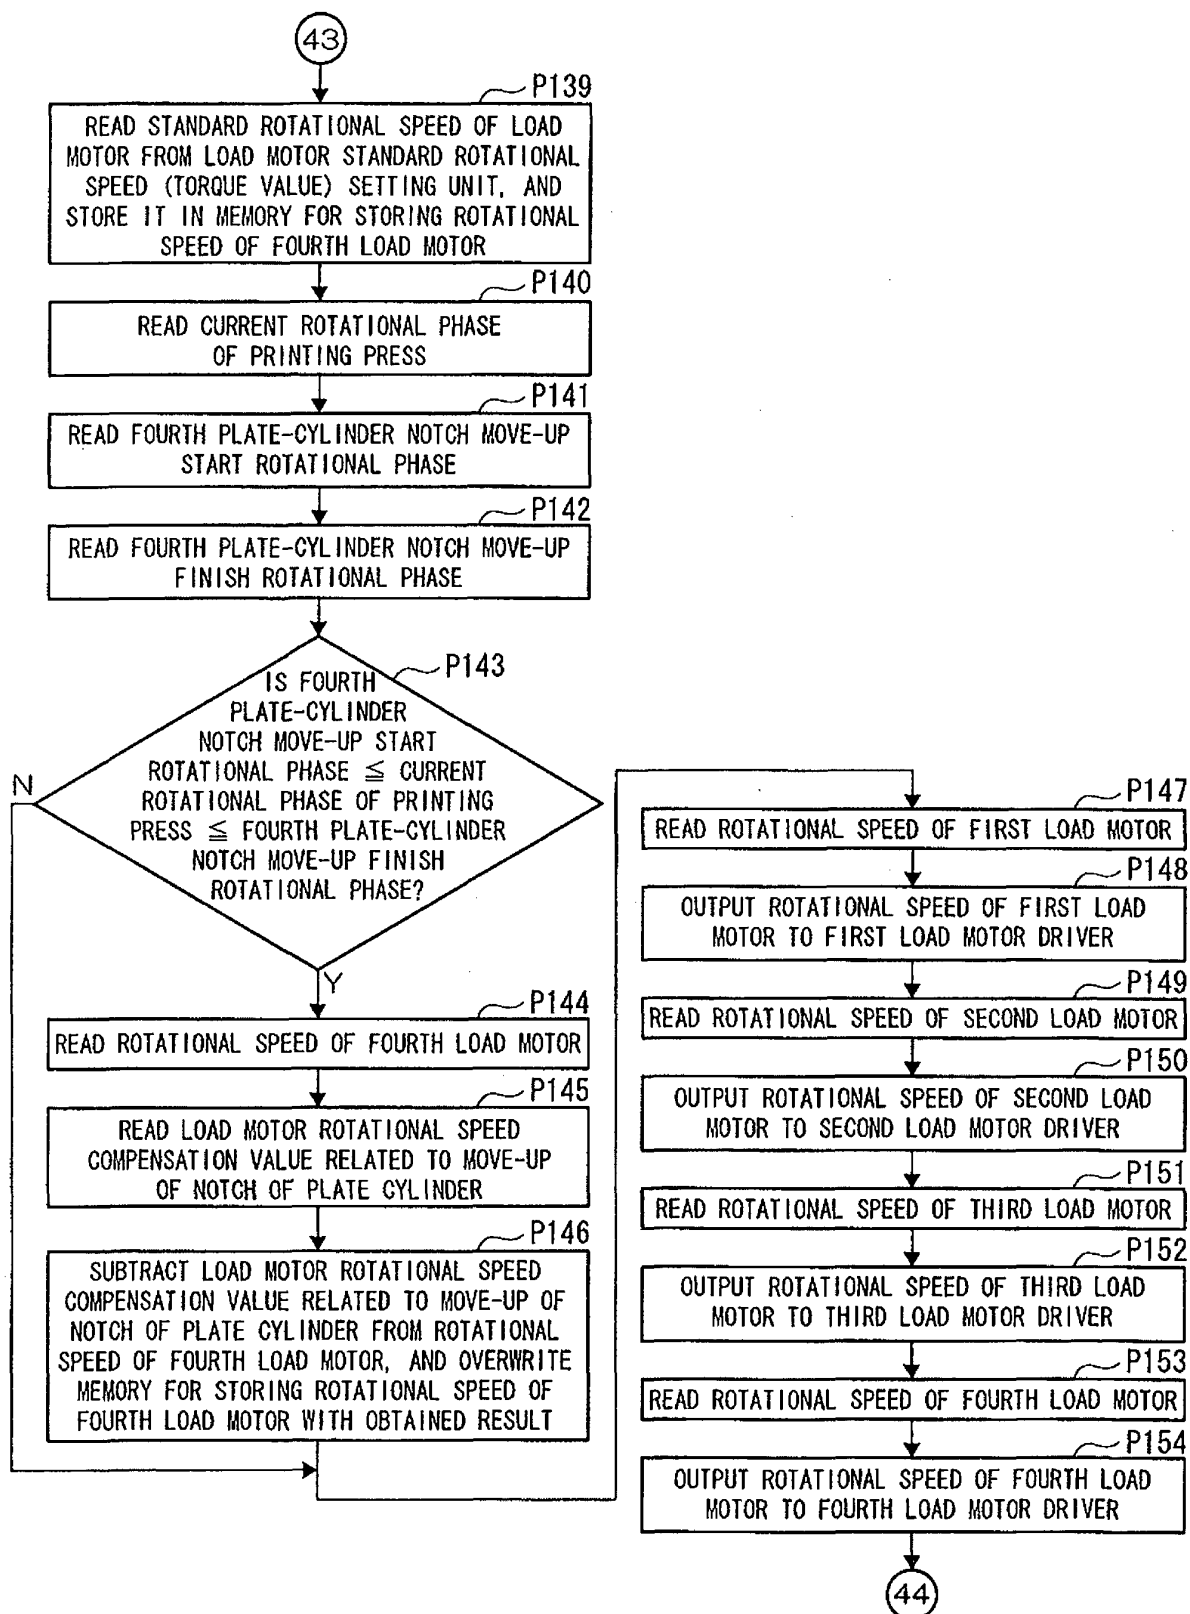 43
P139
READ STANDARD ROTATIONAL SPEED OF LOAD
MOTOR FROM LOAD MOTOR STANDARD ROTATIONAL
SPEED (TORQUE VALUE) SETTING UNIT, AND
STORE IT IN MEMORY FOR STORING ROTATIONAL
SPEED OF FOURTH LOAD MOTOR
P140
READ CURRENT ROTATIONAL PHASE
OF PRINTING PRESS
P141
READ FOURTH PLATE-CYLINDER NOTCH MOVE-UP
START ROTATIONAL PHASE
P142
READ FOURTH PLATE-CYLINDER NOTCH MOVE-UP
FINISH ROTATIONAL PHASE
P143
IS FOURTH
PLATE-CYLINDER
NOTCH MOVE-UP START
ROTATIONAL PHASE ≦ CURRENT
ROTATIONAL PHASE OF PRINTING
PRESS ≦ FOURTH PLATE-CYLINDER
NOTCH MOVE-UP FINISH
ROTATIONAL PHASE?
N
Y
P144
READ ROTATIONAL SPEED OF FOURTH LOAD MOTOR
P145
READ LOAD MOTOR ROTATIONAL SPEED
COMPENSATION VALUE RELATED TO MOVE-UP
OF NOTCH OF PLATE CYLINDER
P146
SUBTRACT LOAD MOTOR ROTATIONAL SPEED
COMPENSATION VALUE RELATED TO MOVE-UP OF
NOTCH OF PLATE CYLINDER FROM ROTATIONAL
SPEED OF FOURTH LOAD MOTOR, AND OVERWRITE
MEMORY FOR STORING ROTATIONAL SPEED OF
FOURTH LOAD MOTOR WITH OBTAINED RESULT
P147
READ ROTATIONAL SPEED OF FIRST LOAD MOTOR
P148
OUTPUT ROTATIONAL SPEED OF FIRST LOAD
MOTOR TO FIRST LOAD MOTOR DRIVER
P149
READ ROTATIONAL SPEED OF SECOND LOAD MOTOR
P150
OUTPUT ROTATIONAL SPEED OF SECOND LOAD
MOTOR TO SECOND LOAD MOTOR DRIVER
P151
READ ROTATIONAL SPEED OF THIRD LOAD MOTOR
P152
OUTPUT ROTATIONAL SPEED OF THIRD LOAD
MOTOR TO THIRD LOAD MOTOR DRIVER
P153
READ ROTATIONAL SPEED OF FOURTH LOAD MOTOR
P154
OUTPUT ROTATIONAL SPEED OF FOURTH LOAD
MOTOR TO FOURTH LOAD MOTOR DRIVER
44